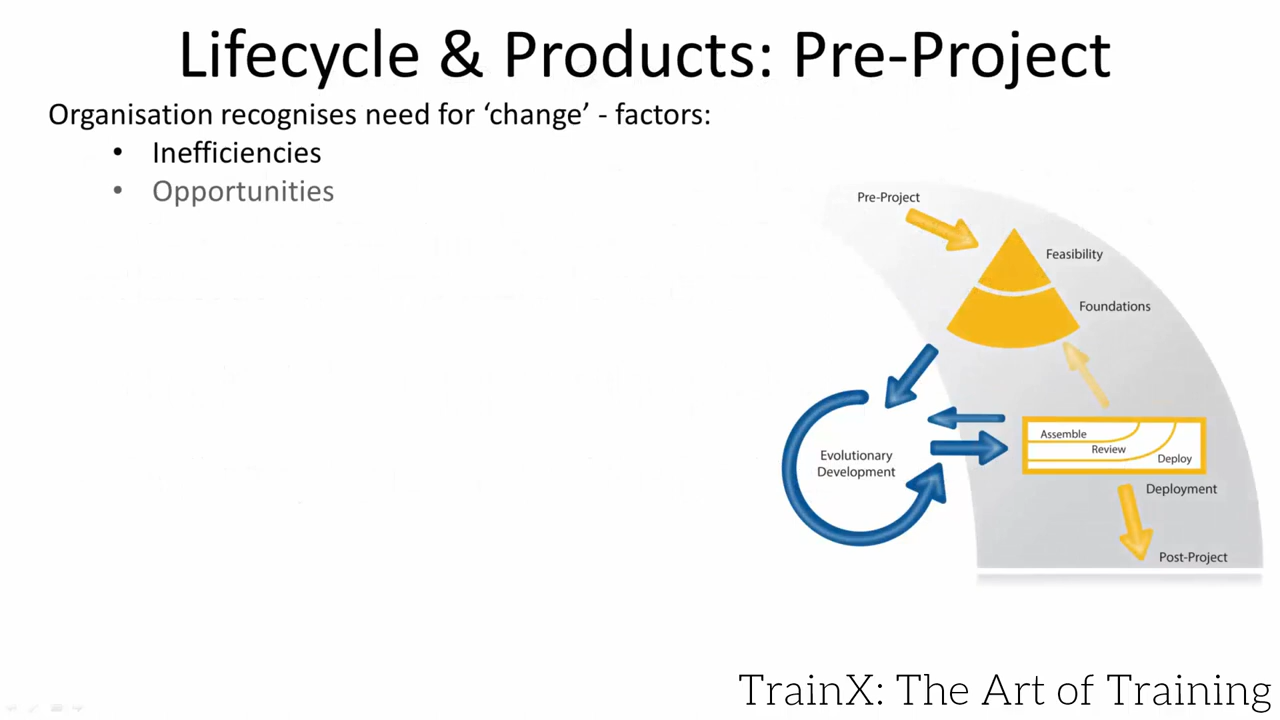 Lifecycle & Products: Pre-Project
Organisation recognises need for ‘change’ - factors:
• Inefficiencies
• Opportunities
Pre-Project
Feasibility
Foundations
Assemble
Review
Deploy
Evolutionary
Development
Deployment
Post-Project
TrainX: The Art of Training